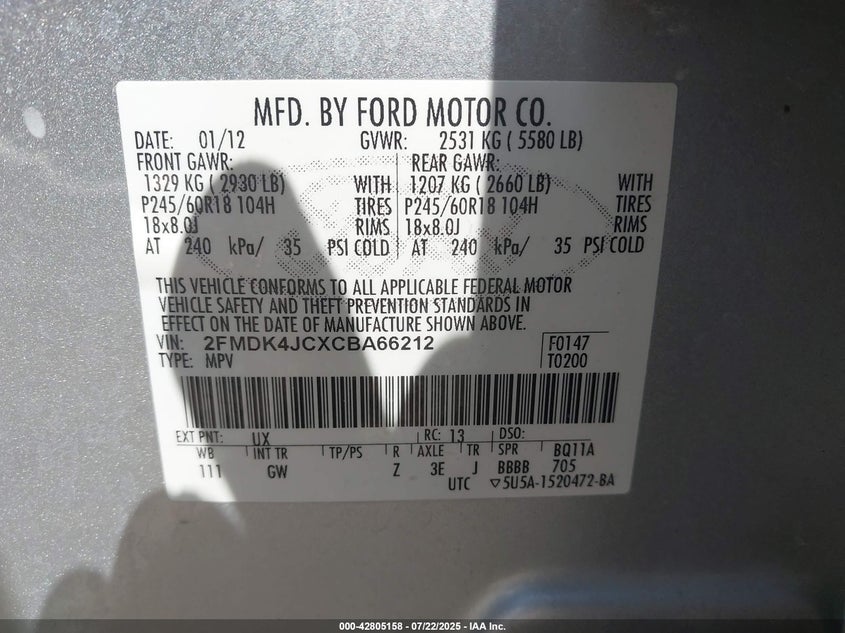 MFD. BY FORD MOTOR CO.
DATE: 01/12 GVWR: 2531 KG ( 5580 LB)
FRONT GAWR: REAR GAWR:
1329 KG ( 2930 LB) WITH 1207 KG ( 2660 LB) WITH
P245/60R18 104H TIRES P245/60R18 104H TIRES
18x8.0J RIMS 18x8.0J RIMS
AT 240 kPa/ 35 PSI COLD AT 240 kPa/ 35 PSI COLD
THIS VEHICLE CONFORMS TO ALL APPLICABLE FEDERAL MOTOR
VEHICLE SAFETY AND THEFT PREVENTION STANDARDS IN
EFFECT ON THE DATE OF MANUFACTURE SHOWN ABOVE.
VIN: 2FMDK4JCXCBA66212 F0147
TYPE: MPV T0200
EXT PNT: UX RC: 13 DSO:
WB INT TR TP/PS R AXLE TR SPR BQ11A
111 GW Z 3E J BBBB 705
UTC ▽5U5A-1520472-BA
000-42805158 - 07/22/2025 - IAA Inc.